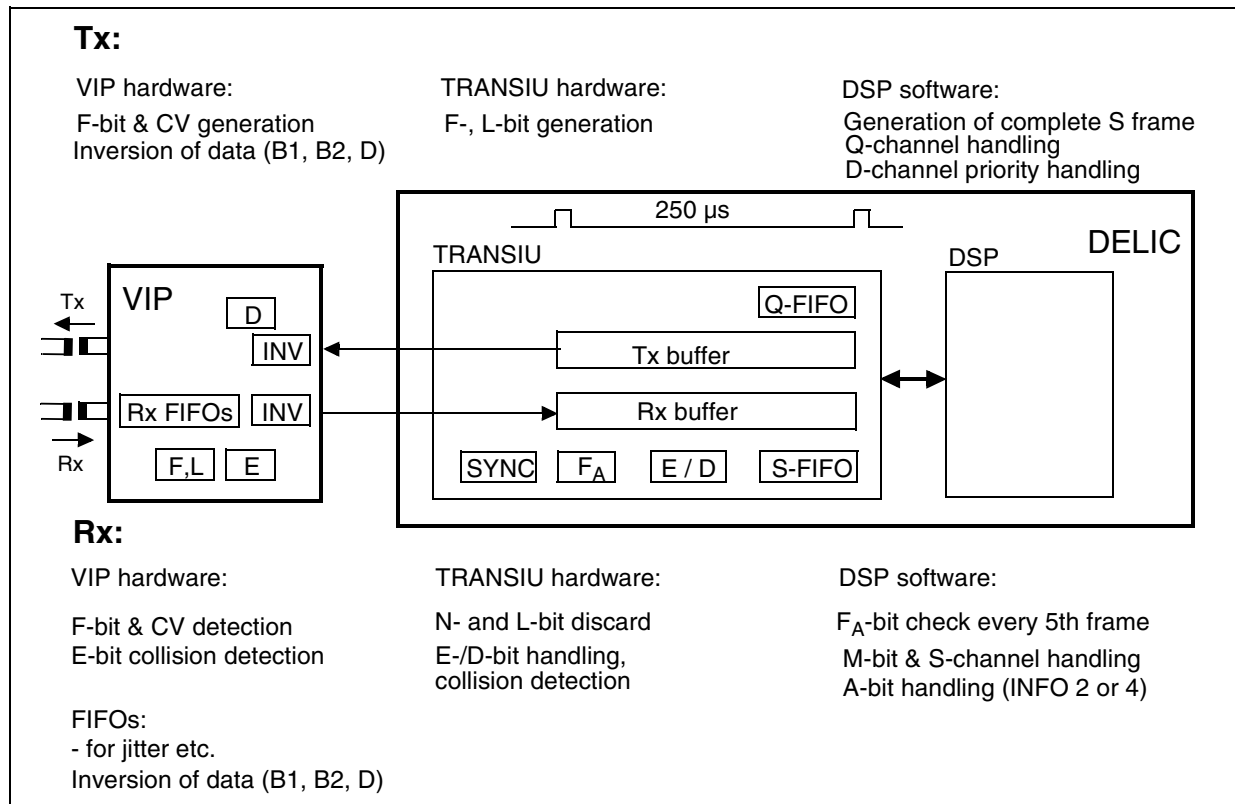 Tx:
VIP hardware:
F-bit & CV generation
Inversion of data (B1, B2, D)
TRANSIU hardware:
F-, L-bit generation
DSP software:
Generation of complete S frame
Q-channel handling
D-channel priority handling
250 µs
DELIC
TRANSIU
DSP
VIP
Tx
D
Q-FIFO
INV
Tx buffer
Rx FIFOs
INV
Rx buffer
Rx
F,L
E
SYNC
FA
E / D
S-FIFO
Rx:
VIP hardware:
F-bit & CV detection
E-bit collision detection
FIFOs:
- for jitter etc.
Inversion of data (B1, B2, D)
TRANSIU hardware:
N- and L-bit discard
E-/D-bit handling,
collision detection
DSP software:
FA-bit check every 5th frame
M-bit & S-channel handling
A-bit handling (INFO 2 or 4)